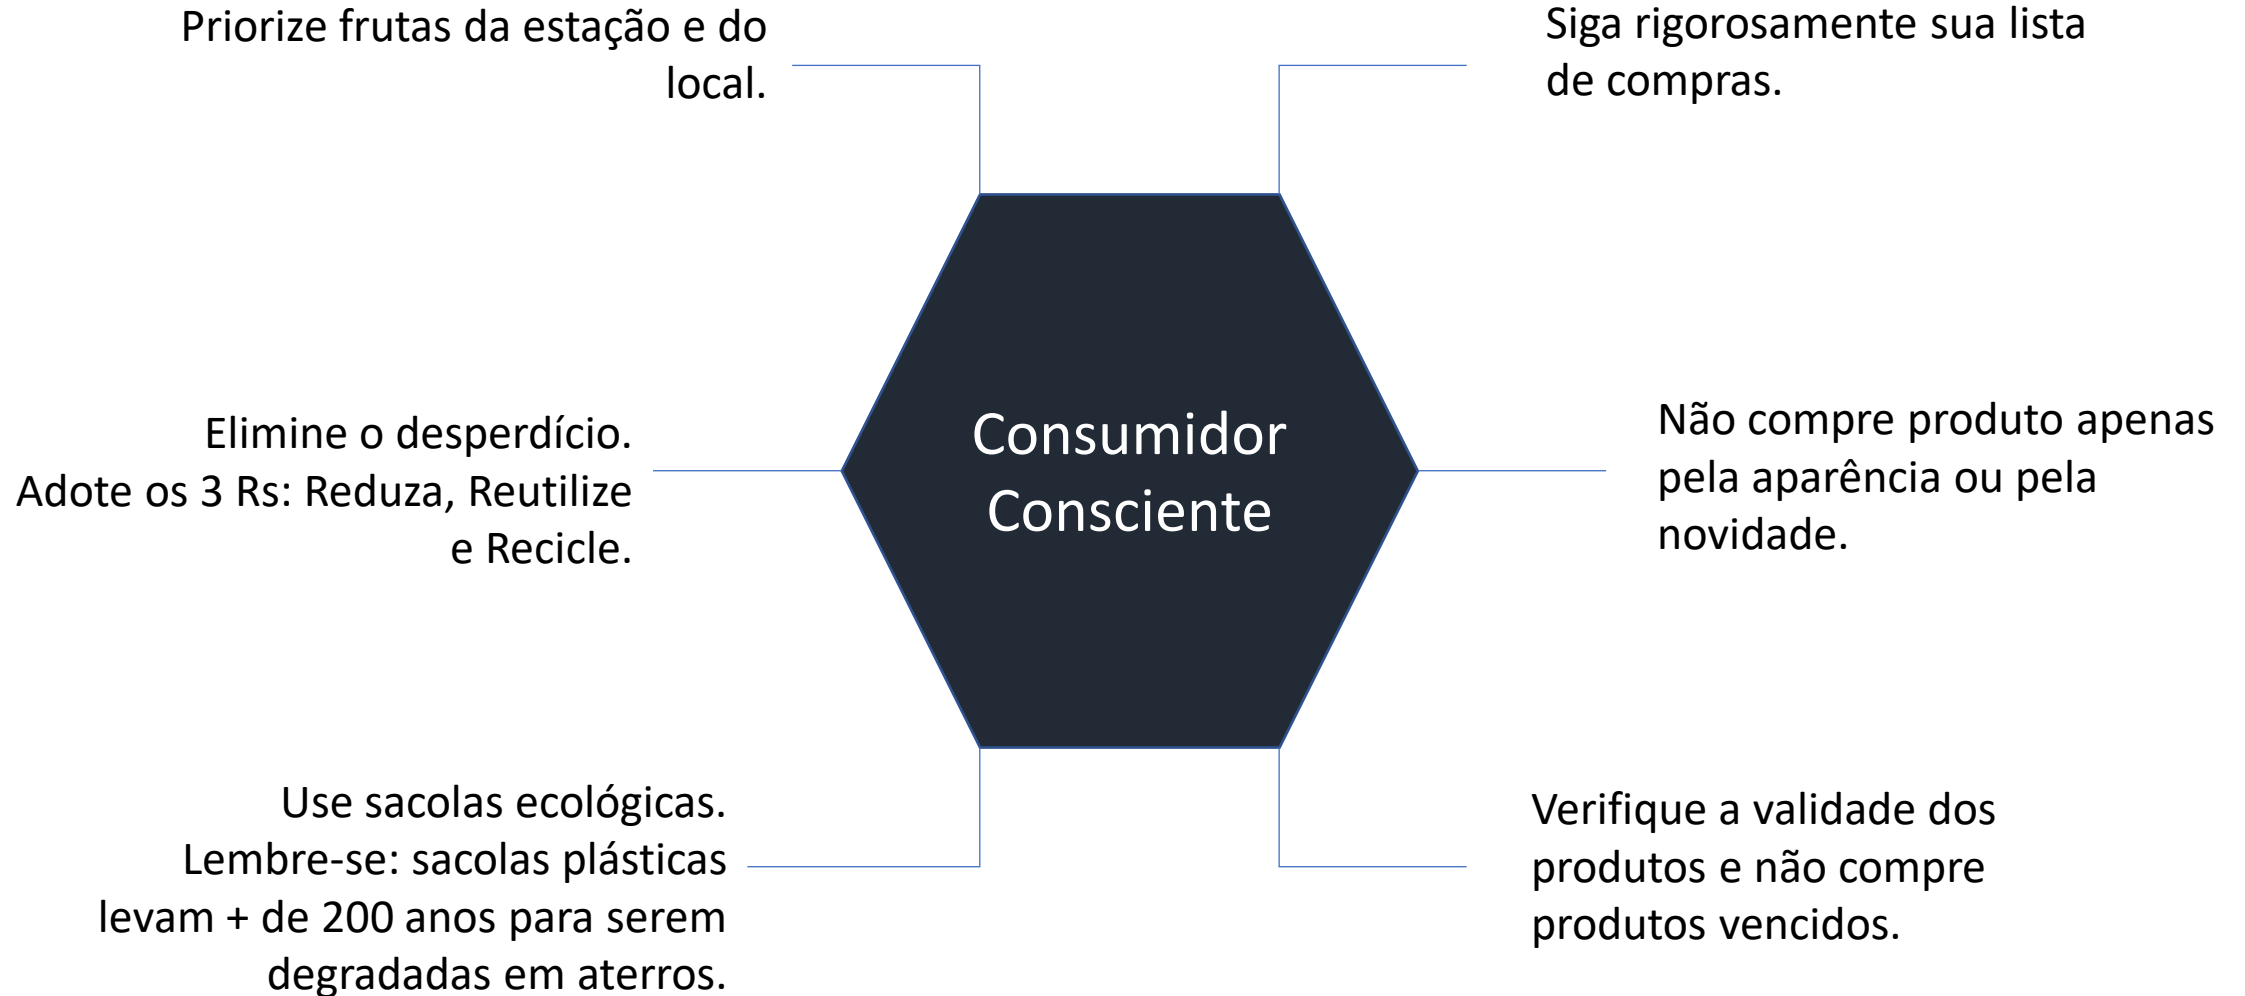 Priorize frutas da estação e do
local.
Siga rigorosamente sua lista
de compras.
Elimine o desperdício.
Adote os 3 Rs: Reduza, Reutilize
e Recicle.
Consumidor
Consciente
Não compre produto apenas
pela aparência ou pela
novidade.
Use sacolas ecológicas.
Lembre-se: sacolas plásticas
levam + de 200 anos para serem
degradadas em aterros.
Verifique a validade dos
produtos e não compre
produtos vencidos.